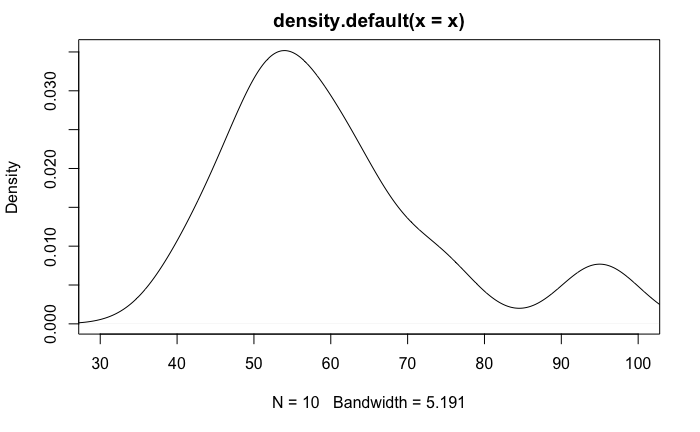 density.default(x = x)
Density
0.030
0.020
0.010
0.000
30 40 50 60 70 80 90 100
N = 10 Bandwidth = 5.191